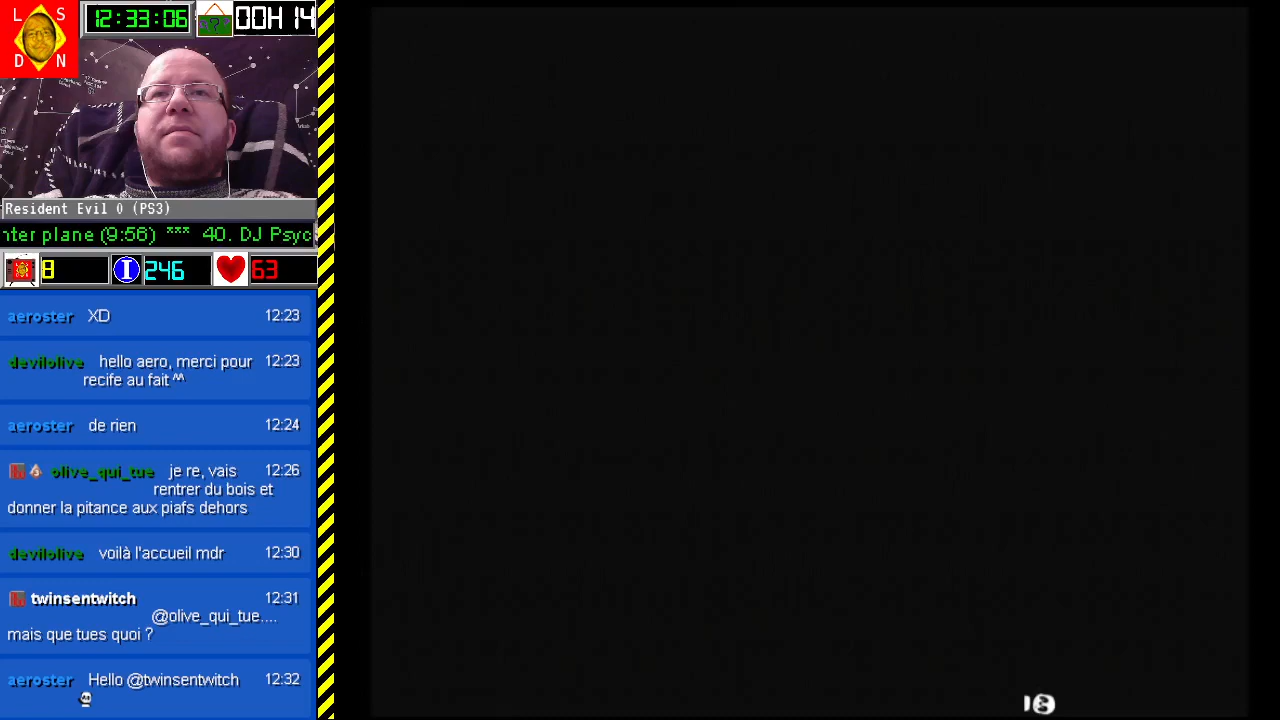 L S
D N
12:33:06
00H 14
Resident Evil 0 (PS3)
nter plane (9:56) *** 40. DJ Psyc
8
246
63
aeroster XD 12:23
devilolive hello aero, merci pour 12:23
recife au fait ^^
aeroster de rien 12:24
olive_qui_tue je re, vais 12:26
rentrer du bois et
donner la pitance aux piafs dehors
devilolive voilà l'accueil mdr 12:30
twinsentwitch 12:31
@olive_qui_tue....
mais que tues quoi ?
aeroster Hello @twinsentwitch 12:32